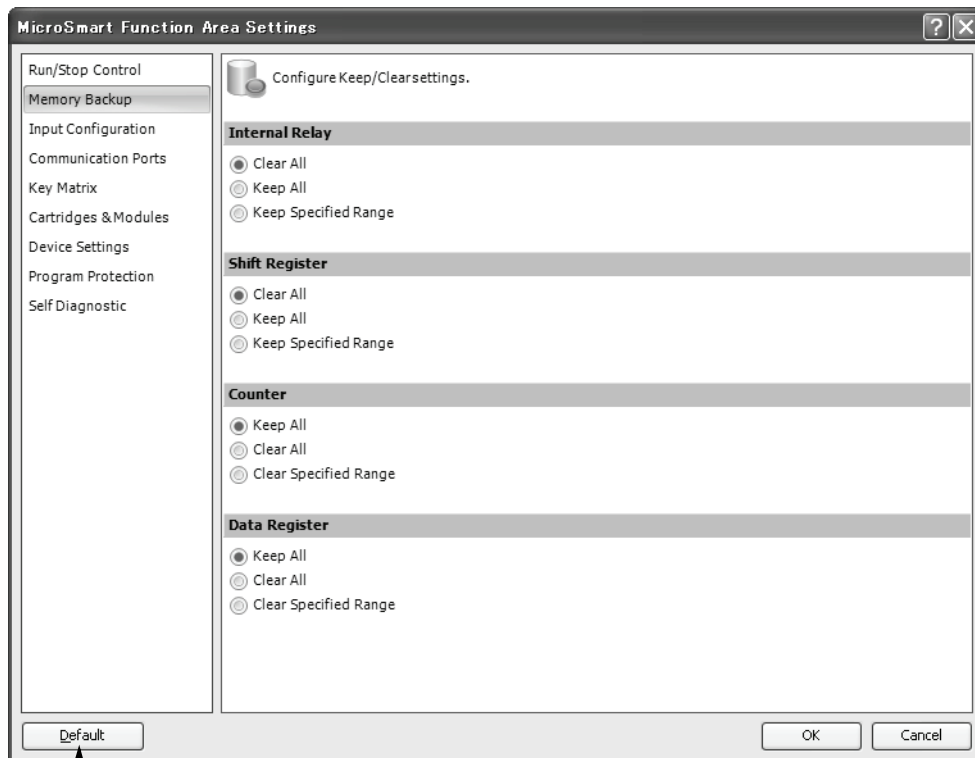 MicroSmart Function Area Settings
Run/Stop Control
Memory Backup
Input Configuration
Communication Ports
Key Matrix
Cartridges & Modules
Device Settings
Program Protection
Self Diagnostic
Configure Keep/Clearsettings.
Internal Relay
Clear All
Keep All
Keep Specified Range
Shift Register
Clear All
Keep All
Keep Specified Range
Counter
Keep All
Clear All
Clear Specified Range
Data Register
Keep All
Clear All
Clear Specified Range
Default
OK
Cancel